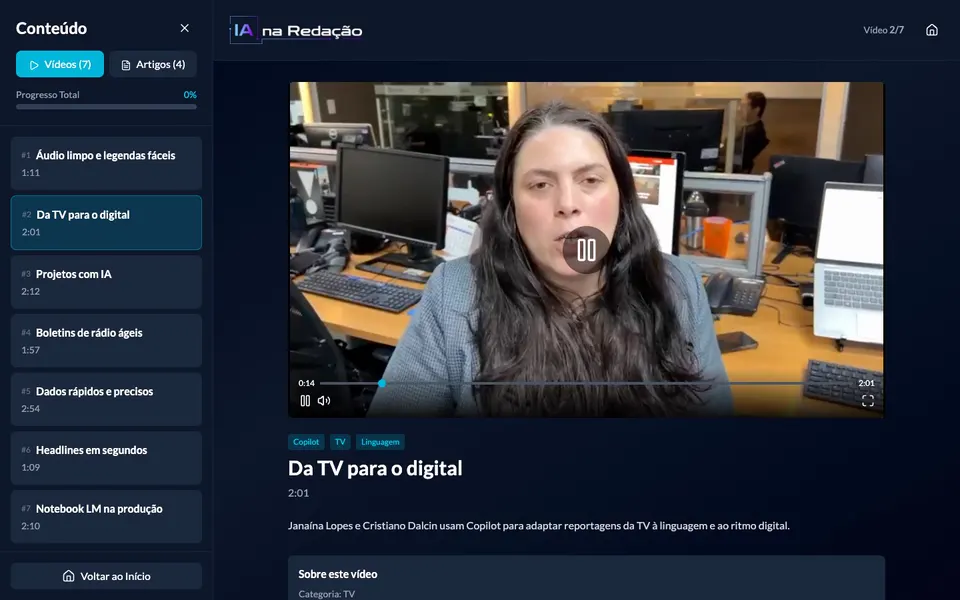 Conteúdo
Vídeos (7)
Artigos (4)
Progresso Total
0%
#1 Áudio limpo e legendas fáceis
1:11
#2 Da TV para o digital
2:01
#3 Projetos com IA
2:12
#4 Boletins de rádio ágeis
1:57
#5 Dados rápidos e precisos
2:54
#6 Headlines em segundos
1:09
#7 Notebook LM na produção
2:10
Voltar ao Início
IA na Redação
Vídeo 2/7
0:14
2:01
Copilot
TV
Linguagem
Da TV para o digital
2:01
Janaína Lopes e Cristiano Dalcin usam Copilot para adaptar reportagens da TV à linguagem e ao ritmo digital.
Sobre este vídeo
Categoria: TV